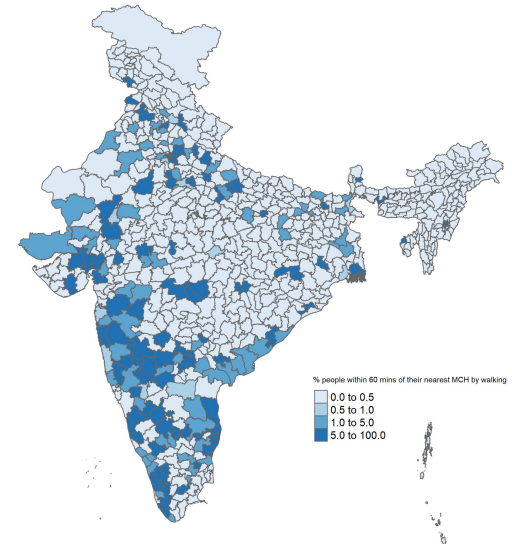 % people within 60 mins of their nearest MCH by walking
0.0 to 0.5
0.5 to 1.0
1.0 to 5.0
5.0 to 100.0